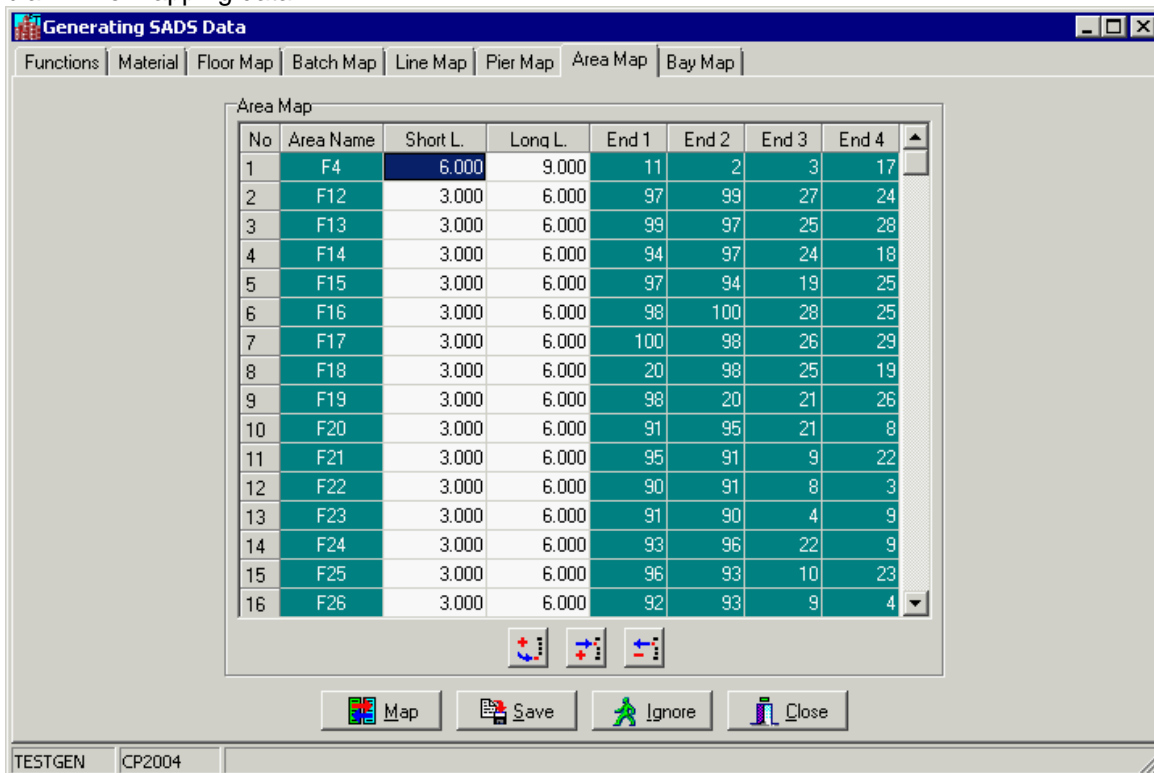 Generating SADS Data
Functions Material Floor Map Batch Map Line Map Pier Map Area Map Bay Map
Area Map
No Area Name Short L. Long L. End 1 End 2 End 3 End 4
1 F4 6.000 9.000 11 2 3 17
2 F12 3.000 6.000 97 99 27 24
3 F13 3.000 6.000 99 97 25 28
4 F14 3.000 6.000 94 97 24 18
5 F15 3.000 6.000 97 94 19 25
6 F16 3.000 6.000 98 100 28 25
7 F17 3.000 6.000 100 98 26 29
8 F18 3.000 6.000 20 98 25 19
9 F19 3.000 6.000 98 20 21 26
10 F20 3.000 6.000 91 95 21 8
11 F21 3.000 6.000 95 91 9 22
12 F22 3.000 6.000 90 91 8 3
13 F23 3.000 6.000 91 90 4 9
14 F24 3.000 6.000 93 96 22 9
15 F25 3.000 6.000 96 93 10 23
16 F26 3.000 6.000 92 93 9 4
Map Save Ignore Close
TESTGEN CP2004